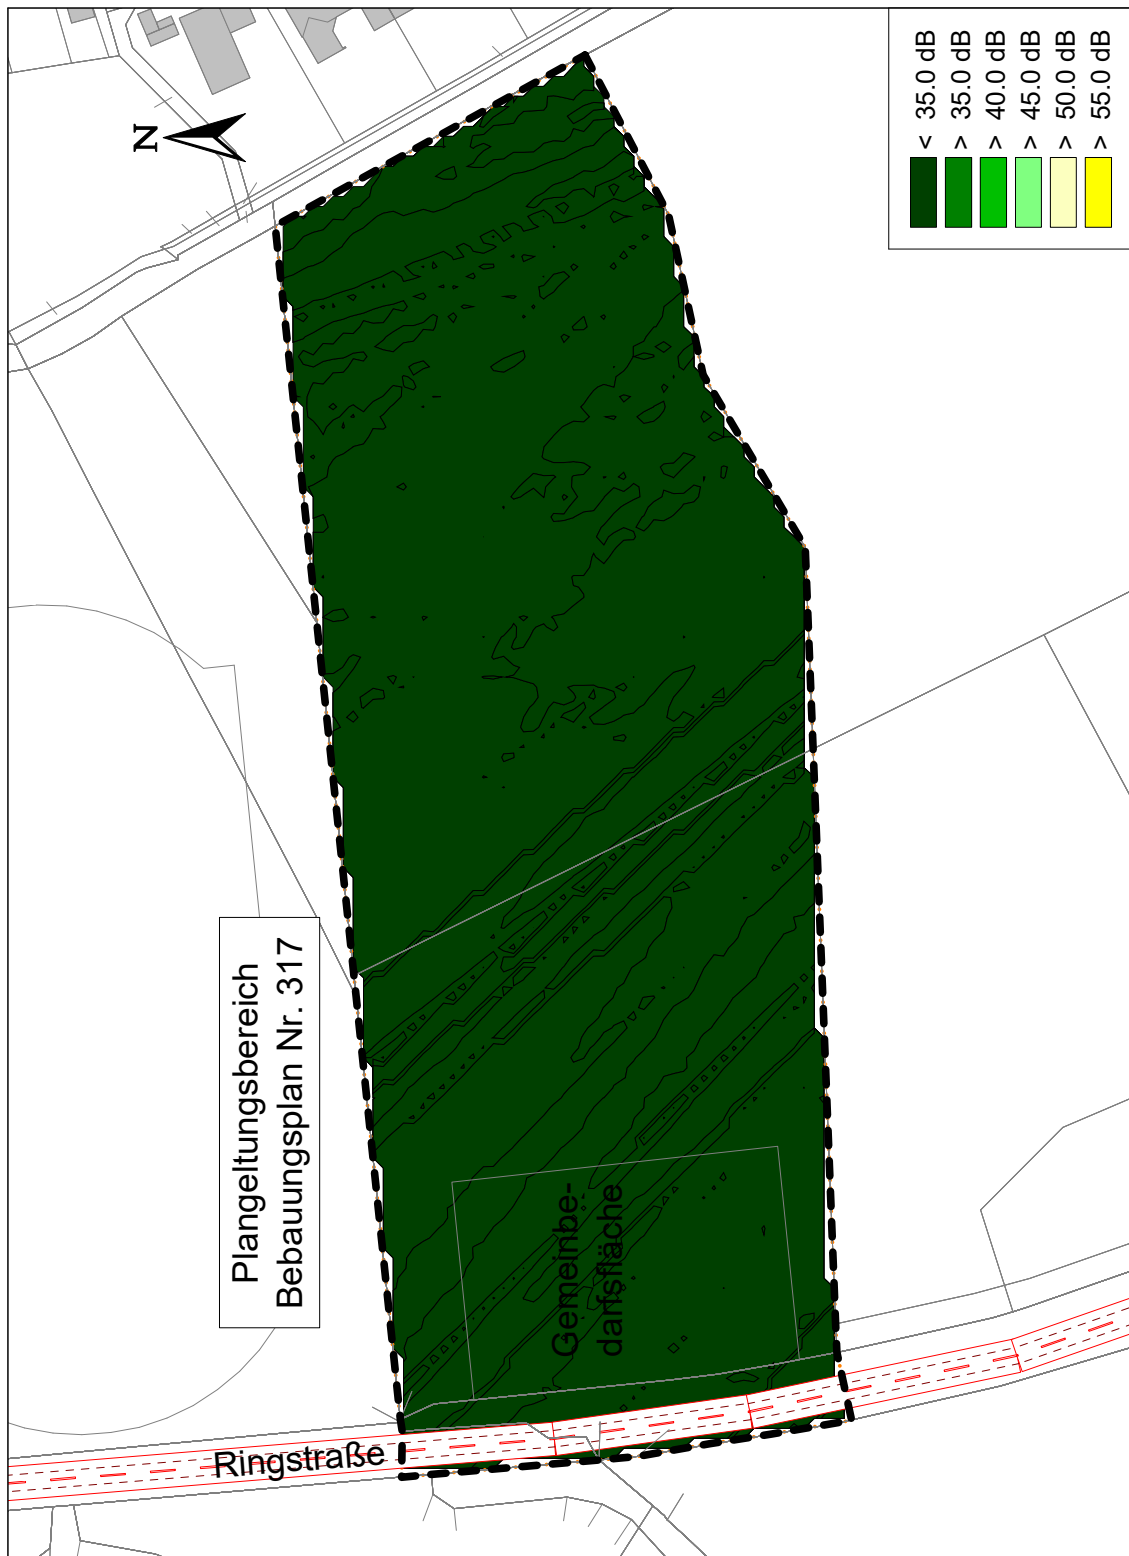 N
< 35.0 dB
> 35.0 dB
> 40.0 dB
> 45.0 dB
> 50.0 dB
> 55.0 dB
Plangeltungsbereich
Bebauungsplan Nr. 317
Gemeinbe-
darfsfläche
Ringstraße